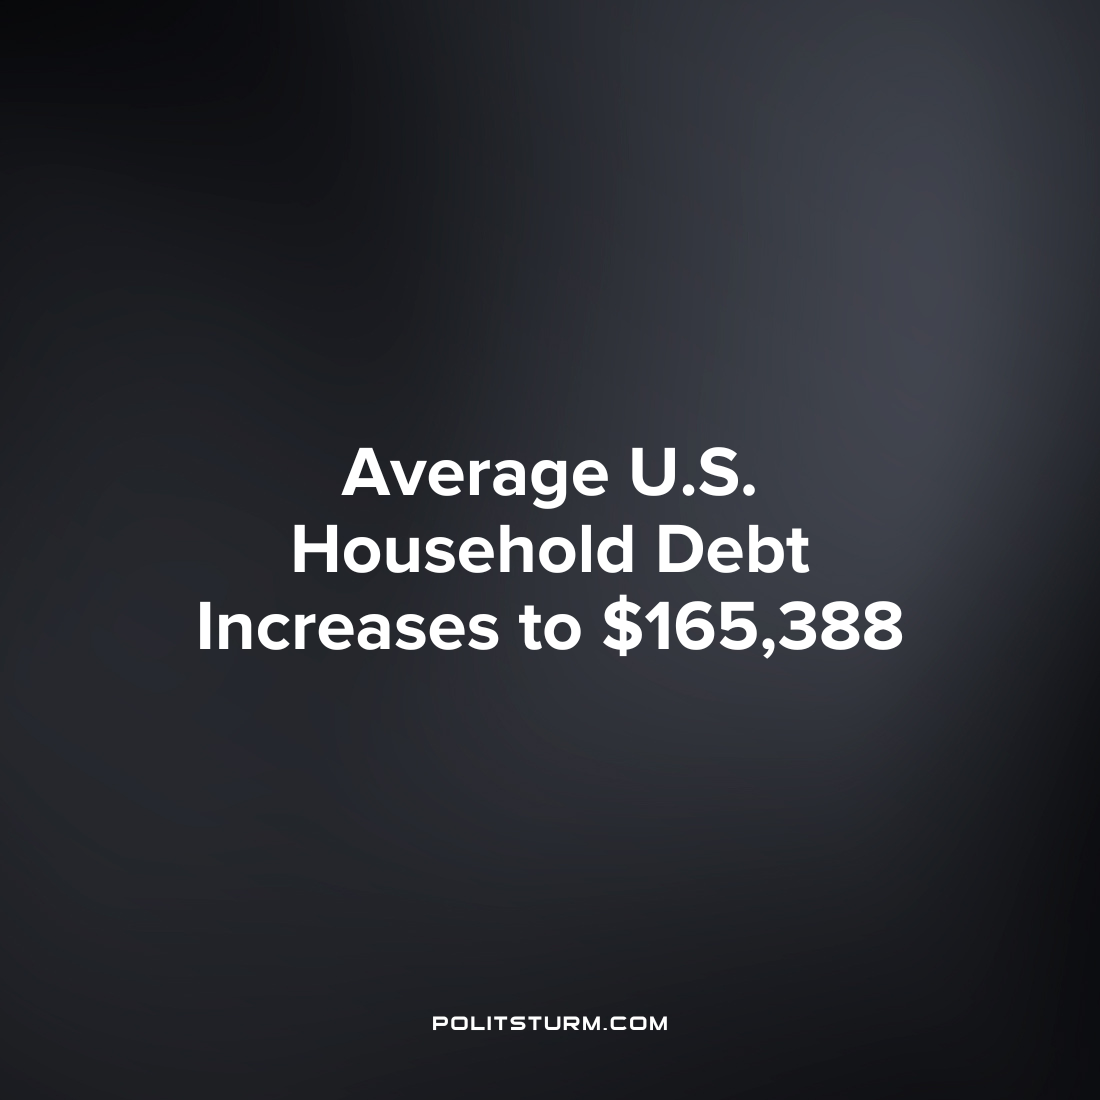 Average U.S.
Household Debt
Increases to $165,388
POLITSTURM.COM